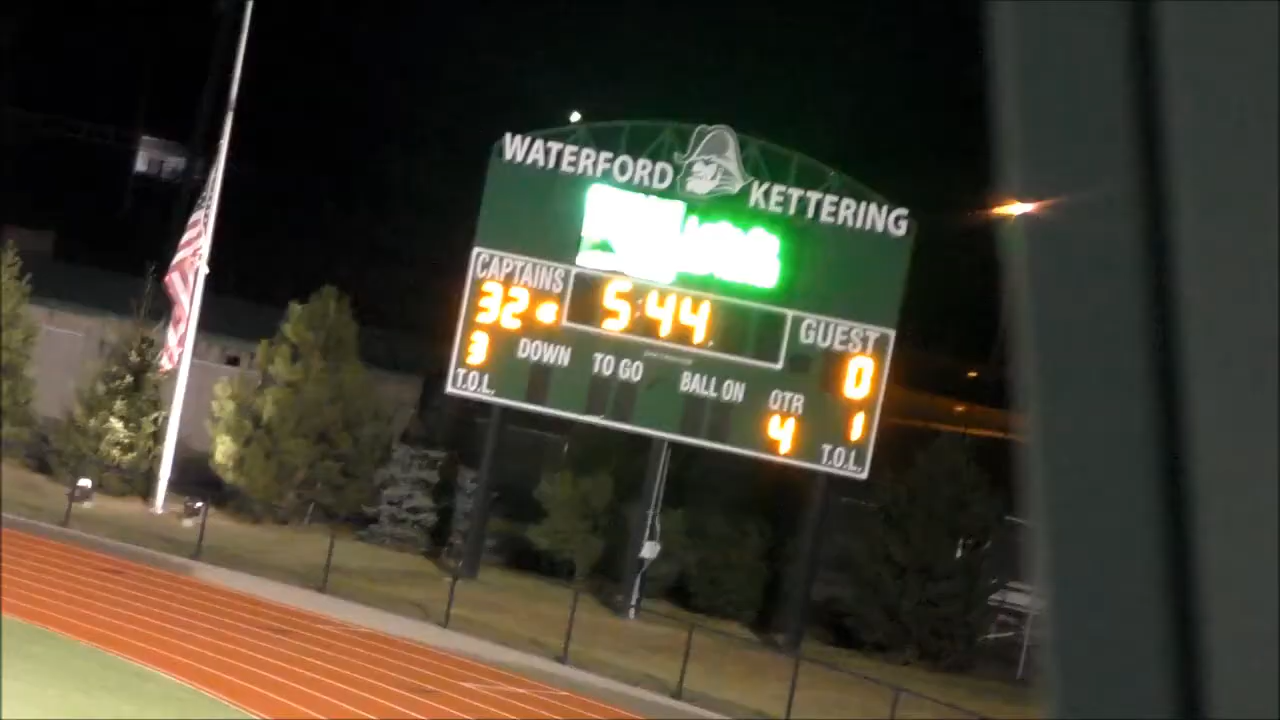 WATERFORD KETTERING
CAPTAINS 5:44 GUEST
32 0
3 DOWN TO GO BALL ON QTR 1
T.O.L. 4 T.O.L.